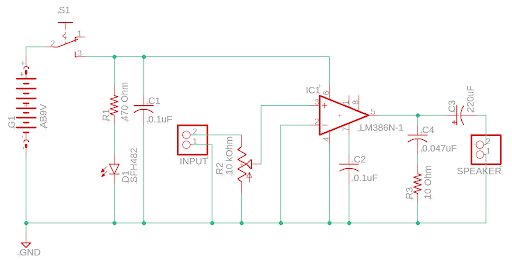 S1
1
2
3
IC1
G1
AB9V
R1
470 Ohm
C1
0.1uF
2
1
INPUT
R2
10 kOhm
D1
SFH482
3
2
6
1
8
5
7
4
LM386N-1
C2
0.1uF
C3
220uF
C4
0.047uF
R3
10 Ohm
2
1
SPEAKER
GND